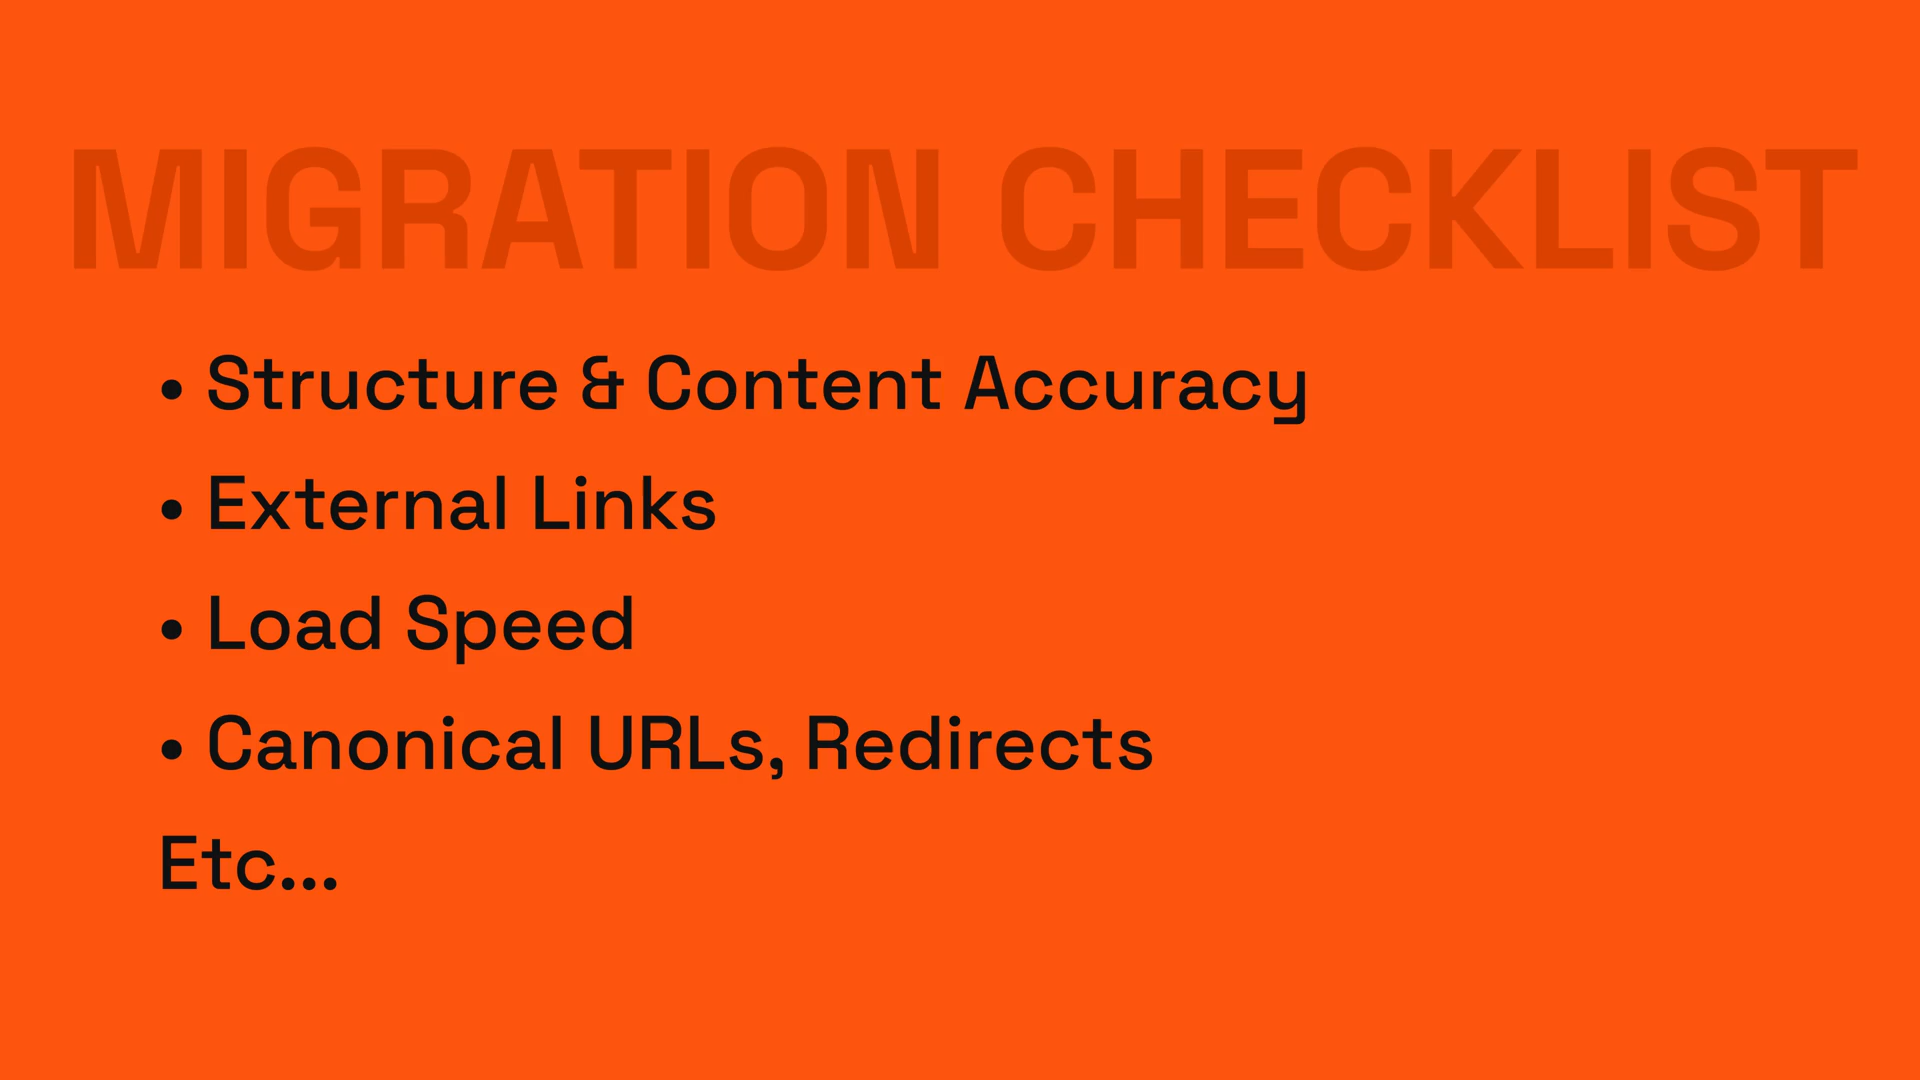 MIGRATION CHECKLIST
• Structure & Content Accuracy
• External Links
• Load Speed
• Canonical URLs, Redirects
Etc...